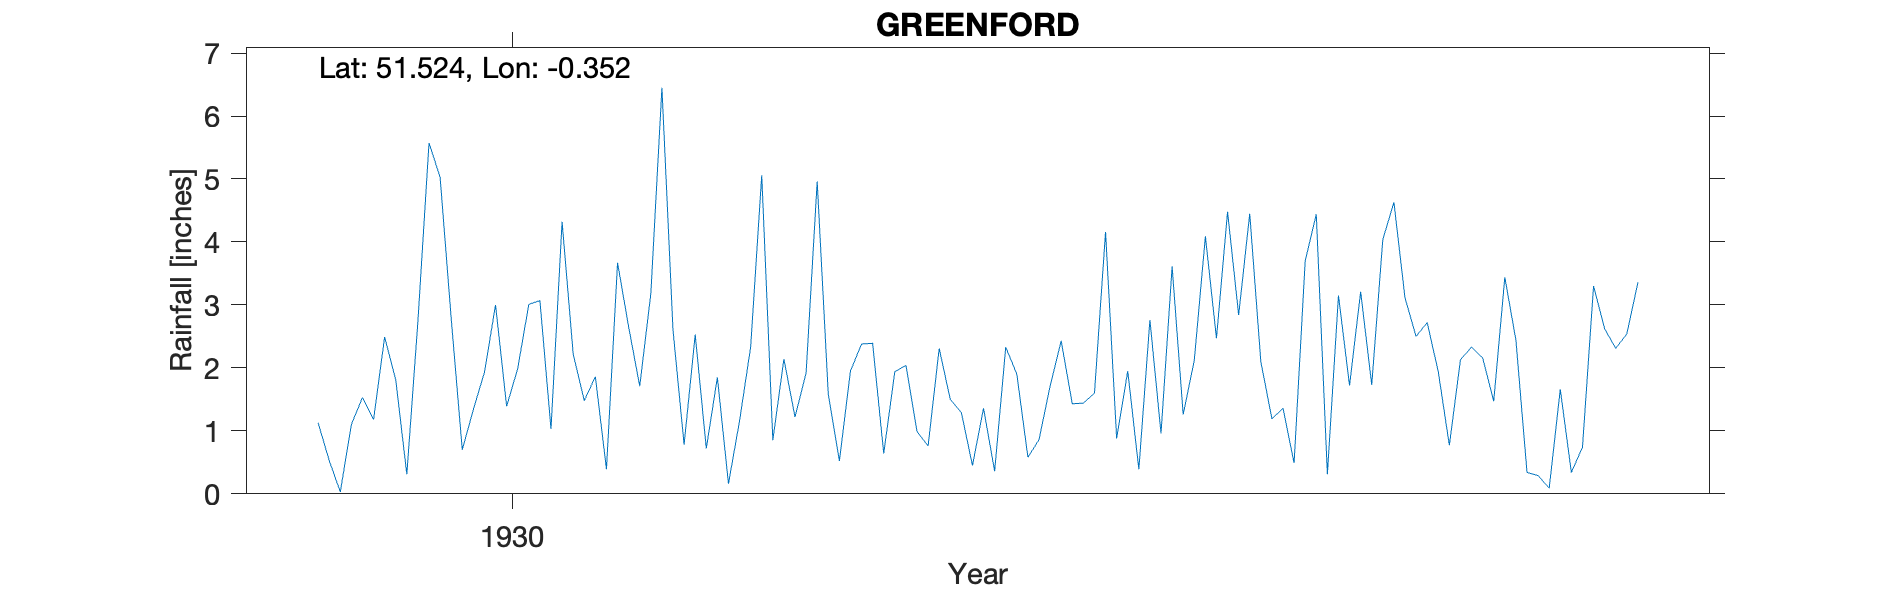 GREENFORD
Lat: 51.524, Lon: -0.352
7
6
5
4
3
2
1
0
Rainfall [inches]
1930
Year